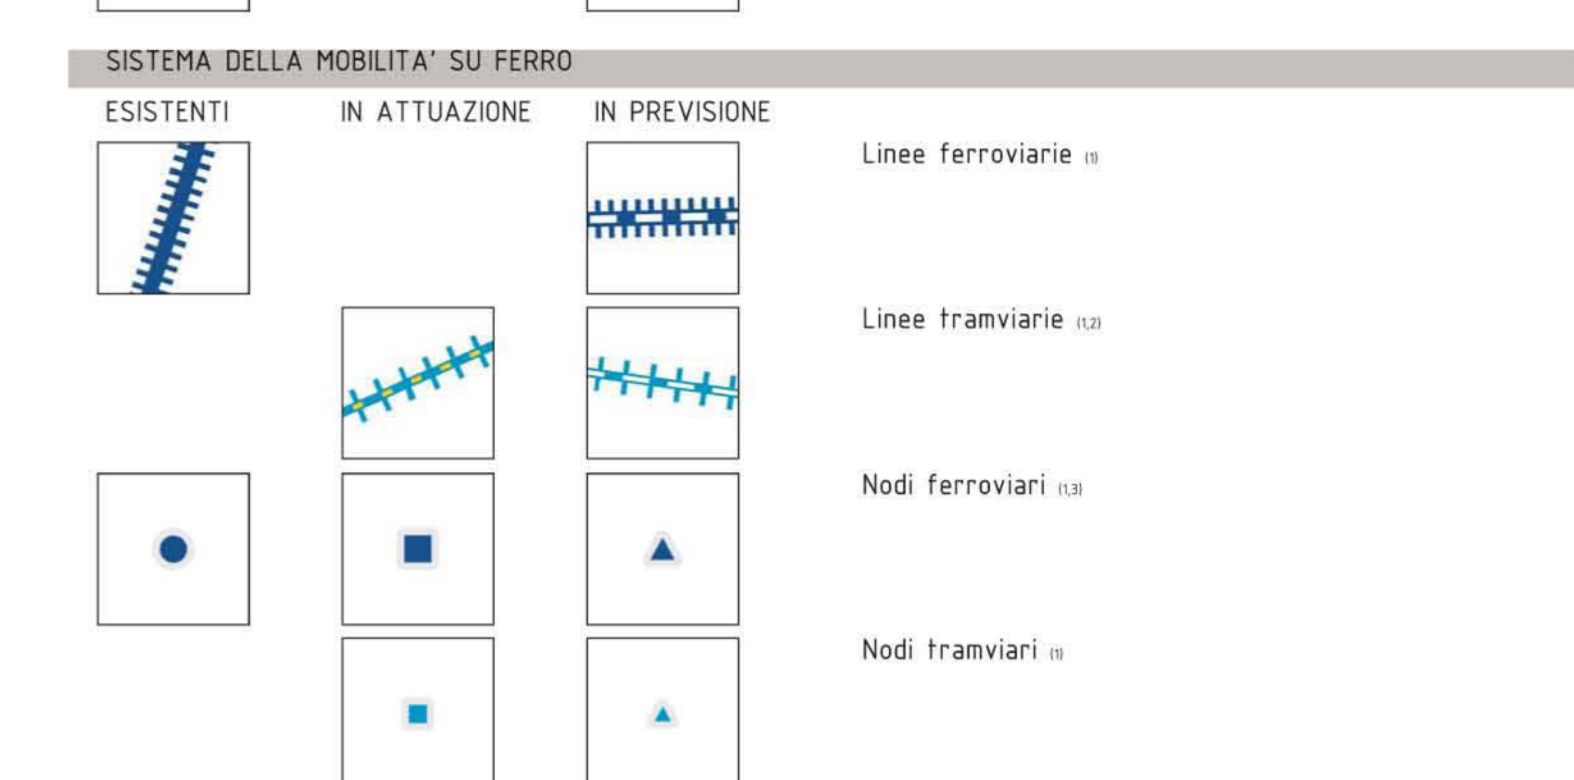 SISTEMA DELLA MOBILITA' SU FERRO
ESISTENTI IN ATTUAZIONE IN PREVISIONE
Linee ferroviarie (1)
Linee tramviarie (1,2)
Nodi ferroviari (1,3)
Nodi tramviari (1)